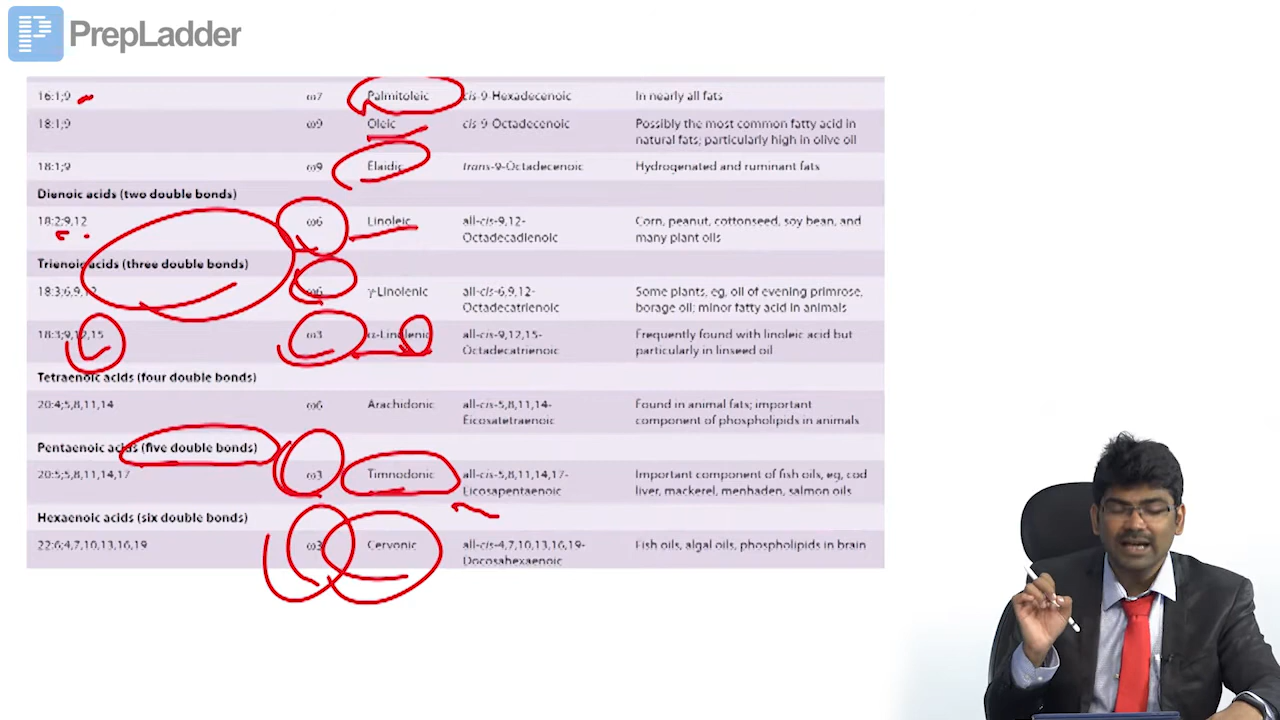 PrepLadder
16:1;9 ω7 Palmitoleic cis-9-Hexadecenoic In nearly all fats
18:1;9 ω9 Oleic cis-9-Octadecenoic Possibly the most common fatty acid in
natural fats; particularly high in olive oil
18:1;9 ω9 Elaidic trans-9-Octadecenoic Hydrogenated and ruminant fats
Dienoic acids (two double bonds)
18:2;9,12 ω6 Linoleic all-cis-9,12- Corn, peanut, cottonseed, soy bean, and
Octadecadienoic many plant oils
Trienoic acids (three double bonds)
18:3;6,9,12 ω6 γ-Linolenic all-cis-6,9,12- Some plants, eg, oil of evening primrose,
Octadecatrienoic borage oil; minor fatty acid in animals
18:3;9,12,15 ω3 α-Linolenic all-cis-9,12,15- Frequently found with linoleic acid but
Octadecatrienoic particularly in linseed oil
Tetraenoic acids (four double bonds)
20:4;5,8,11,14 ω6 Arachidonic all-cis-5,8,11,14- Found in animal fats; important
Eicosatetraenoic component of phospholipids in animals
Pentaenoic acids (five double bonds)
20:5;5,8,11,14,17 ω3 Timnodonic all-cis-5,8,11,14,17- Important component of fish oils, eg, cod
Eicosapentaenoic liver, mackerel, menhaden, salmon oils
Hexaenoic acids (six double bonds)
22:6;4,7,10,13,16,19 ω3 Cervonic all-cis-4,7,10,13,16,19- Fish oils, algal oils, phospholipids in brain
Docosahexaenoic